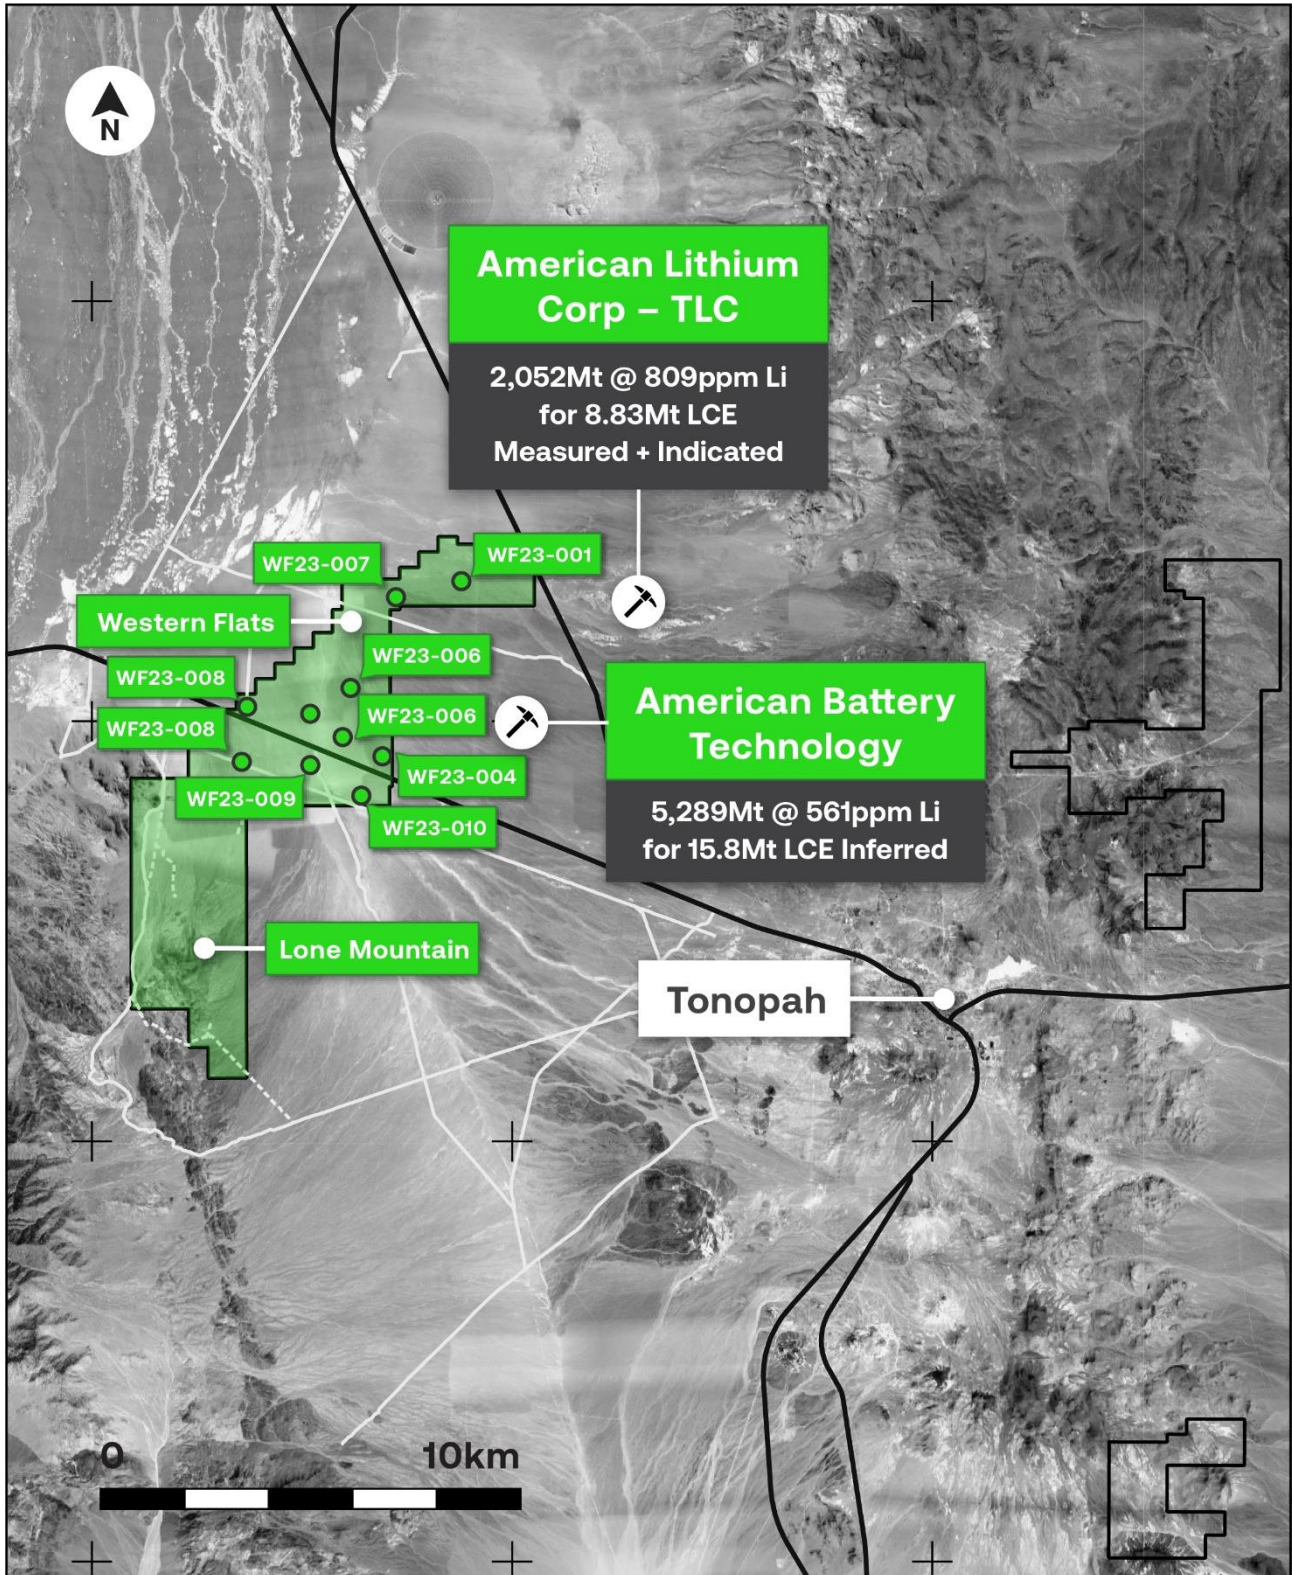 N
American Lithium
Corp – TLC
2,052Mt @ 809ppm Li
for 8.83Mt LCE
Measured + Indicated
WF23-007
WF23-001
Western Flats
WF23-006
WF23-008
WF23-006
WF23-008
WF23-004
WF23-009
WF23-010
American Battery
Technology
5,289Mt @ 561ppm Li
for 15.8Mt LCE Inferred
Lone Mountain
Tonopah
0
10km